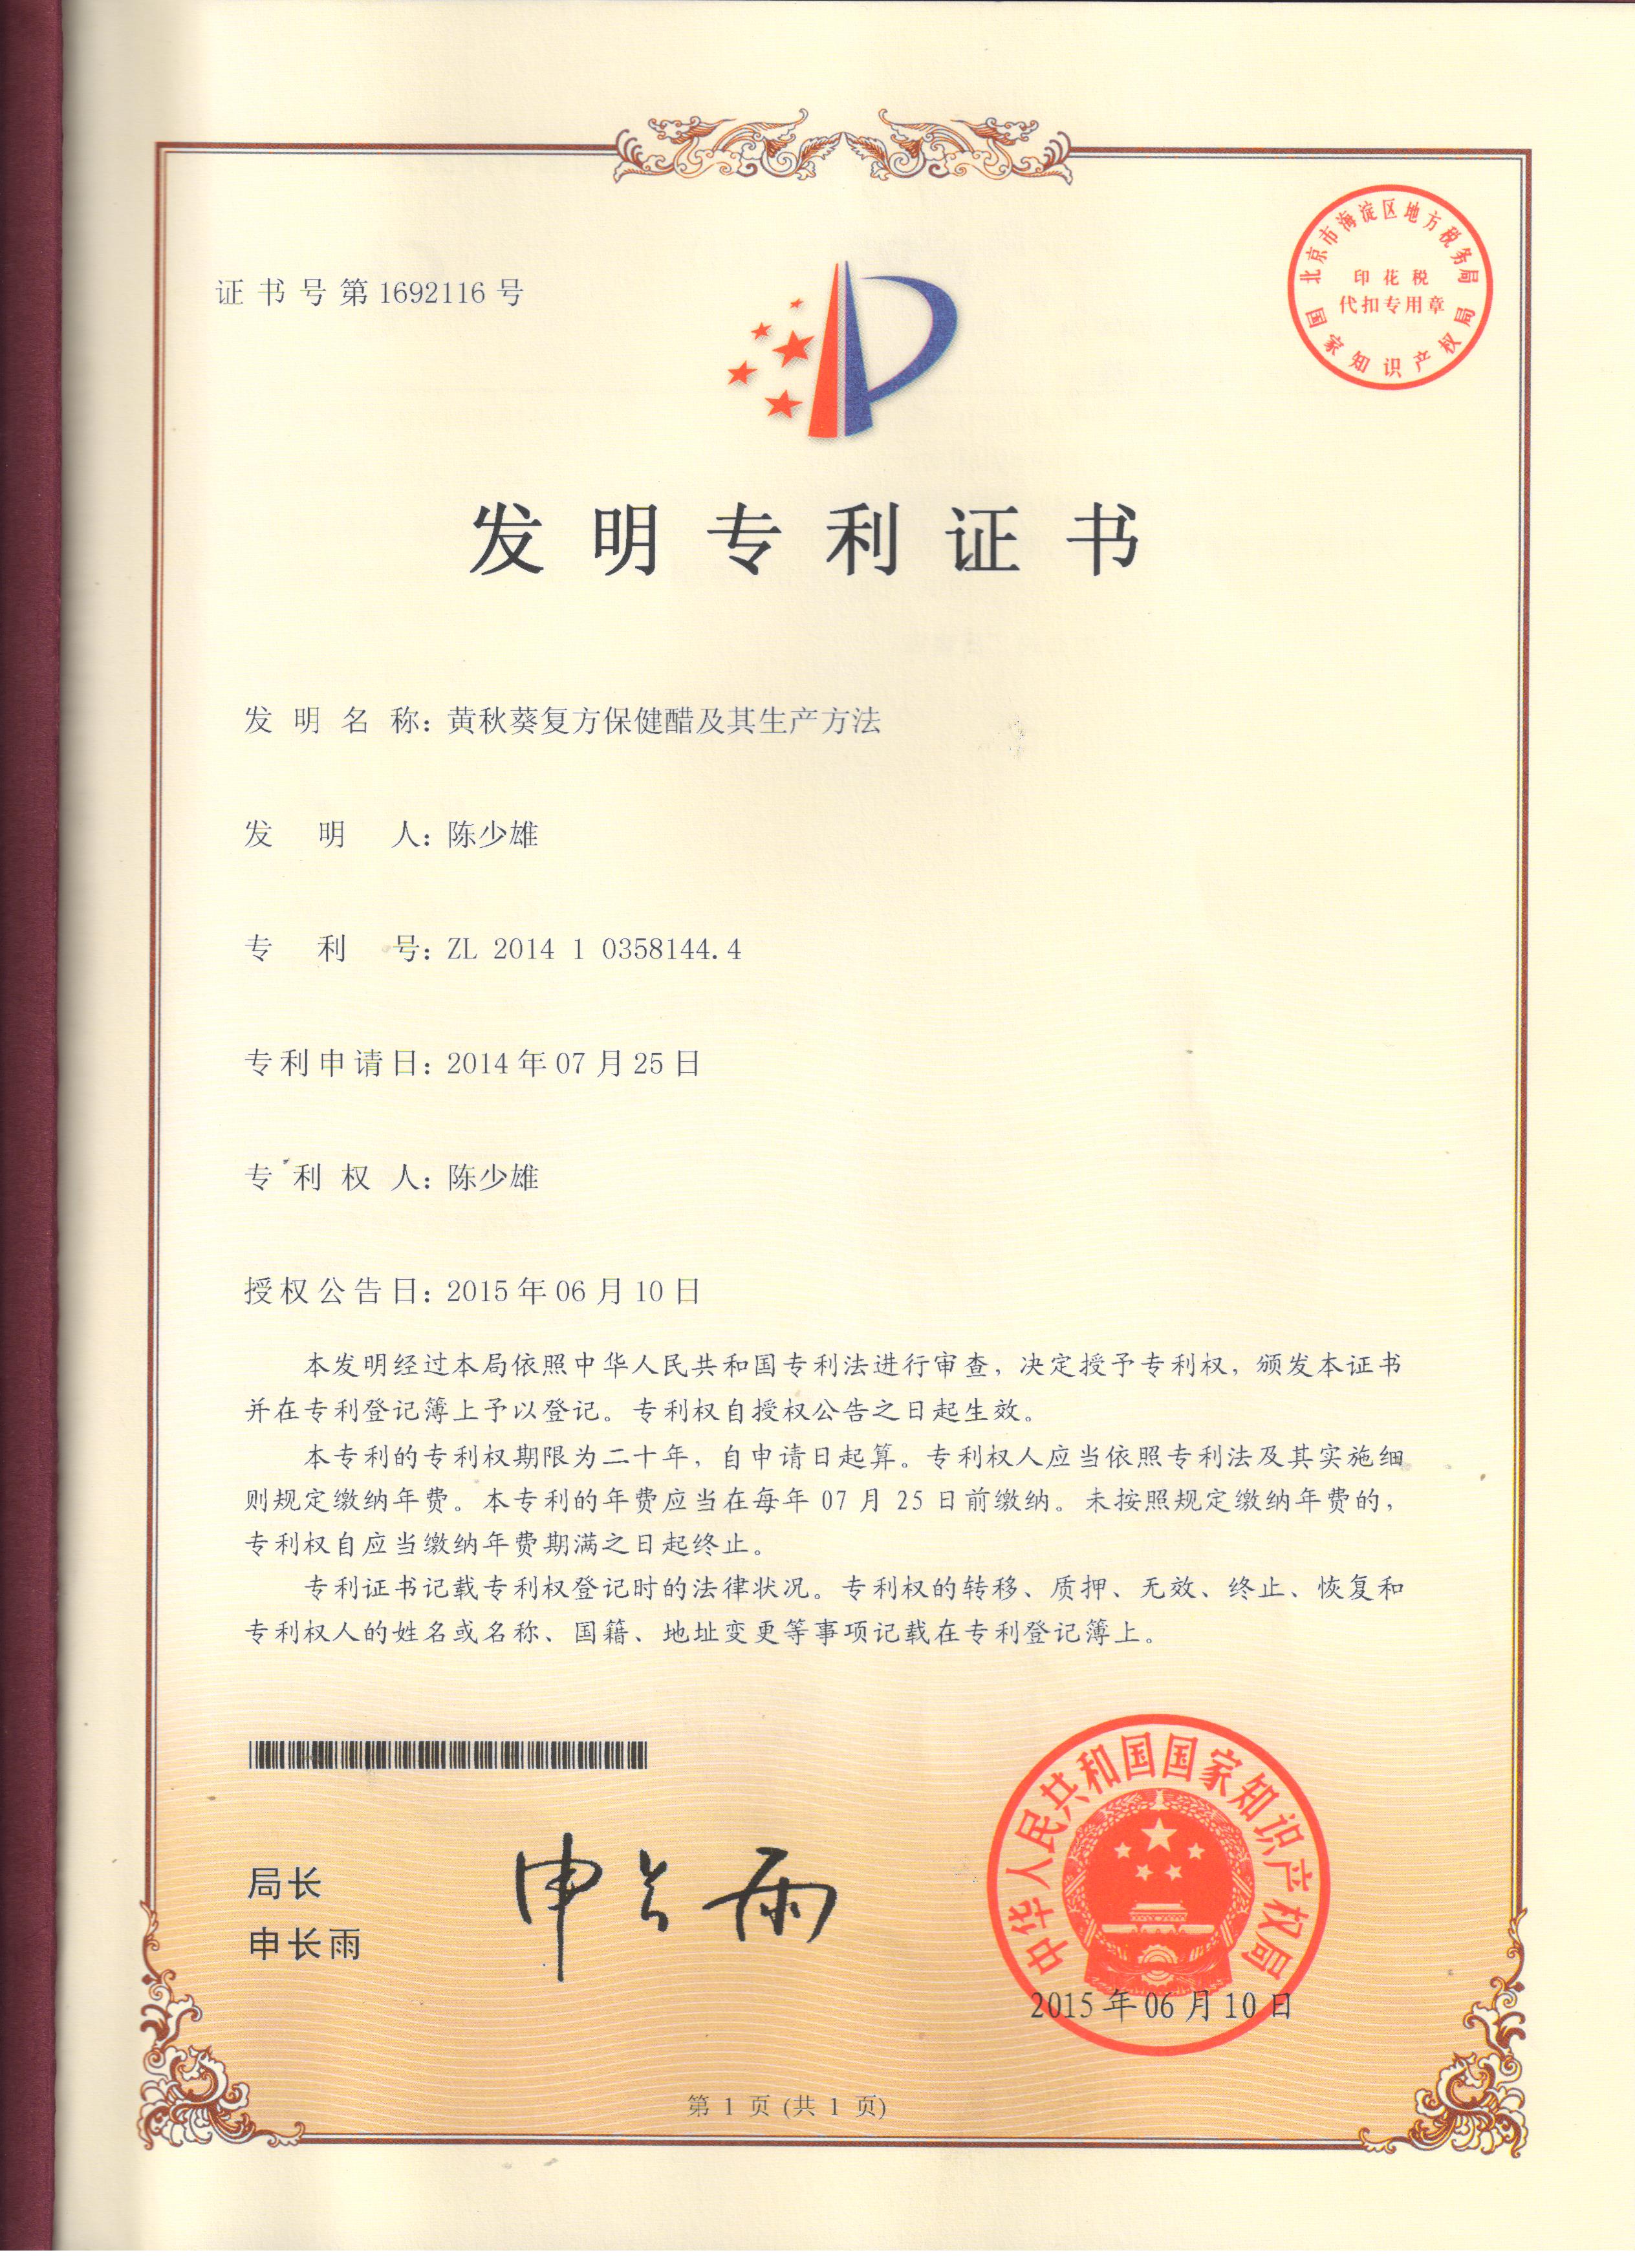 证书号第1692116号
北京市海淀区地方税务局
印花税
代扣专用章
国家知识产权局
发明专利证书
发明名称：黄秋葵复方保健醋及其生产方法
发明人：陈少雄
专利号：ZL 2014 1 0358144.4
专利申请日：2014年07月25日
专利权人：陈少雄
授权公告日：2015年06月10日
本发明经过本局依照中华人民共和国专利法进行审查，决定授予专利权，颁发本证书
并在专利登记簿上予以登记。专利权自授权公告之日起生效。
本专利的专利权期限为二十年，自申请日起算。专利权人应当依照专利法及其实施细
则规定缴纳年费。本专利的年费应当在每年 07 月 25 日前缴纳。未按照规定缴纳年费的，
专利权自应当缴纳年费期满之日起终止。
专利证书记载专利权登记时的法律状况。专利权的转移、质押、无效、终止、恢复和
专利权人的姓名或名称、国籍、地址变更等事项记载在专利登记簿上。
局长
申长雨
申长雨
中华人民共和国国家知识产权局
2015年06月10日
第 1 页 (共 1 页)